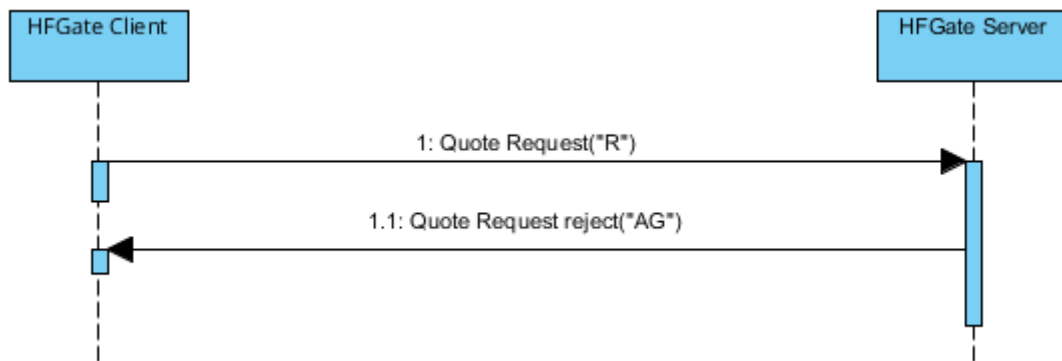 HFGate Client
HFGate Server
1: Quote Request("R")
1.1: Quote Request reject("AG")